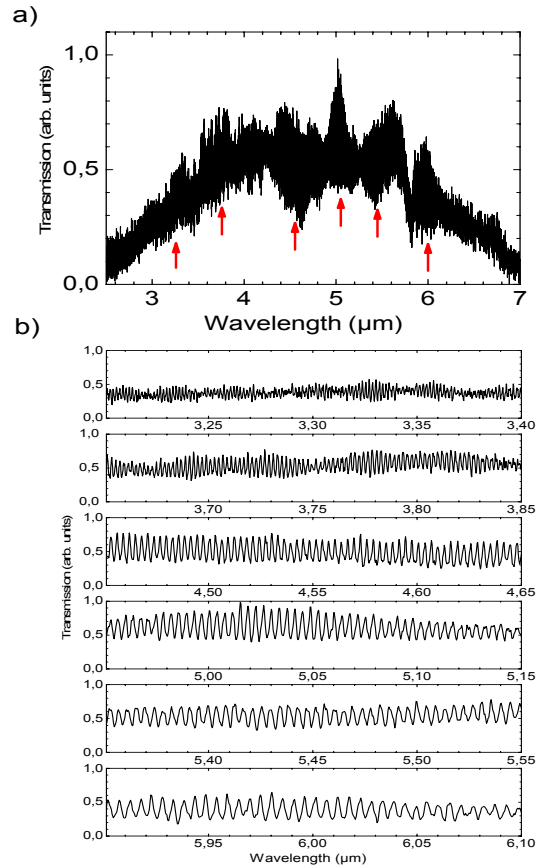 a)
Transmission (arb. units)
1,0
0,5
0,0
3 4 5 6 7
Wavelength (µm)
b)
1,0
0,5
0,0
3,25 3,30 3,35 3,40
1,0
0,5
0,0
3,70 3,75 3,80 3,85
1,0
0,5
0,0
4,50 4,55 4,60 4,65
Transmission (arb. units)
1,0
0,5
0,0
5,00 5,05 5,10 5,15
1,0
0,5
0,0
5,40 5,45 5,50 5,55
1,0
0,5
0,0
5,95 6,00 6,05 6,10
Wavelength (µm)